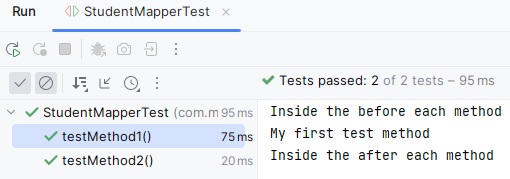 Run StudentMapperTest
Tests passed: 2 of 2 tests – 95 ms
StudentMapperTest (com.m 95 ms
testMethod1() 75 ms
testMethod2() 20 ms
Inside the before each method
My first test method
Inside the after each method